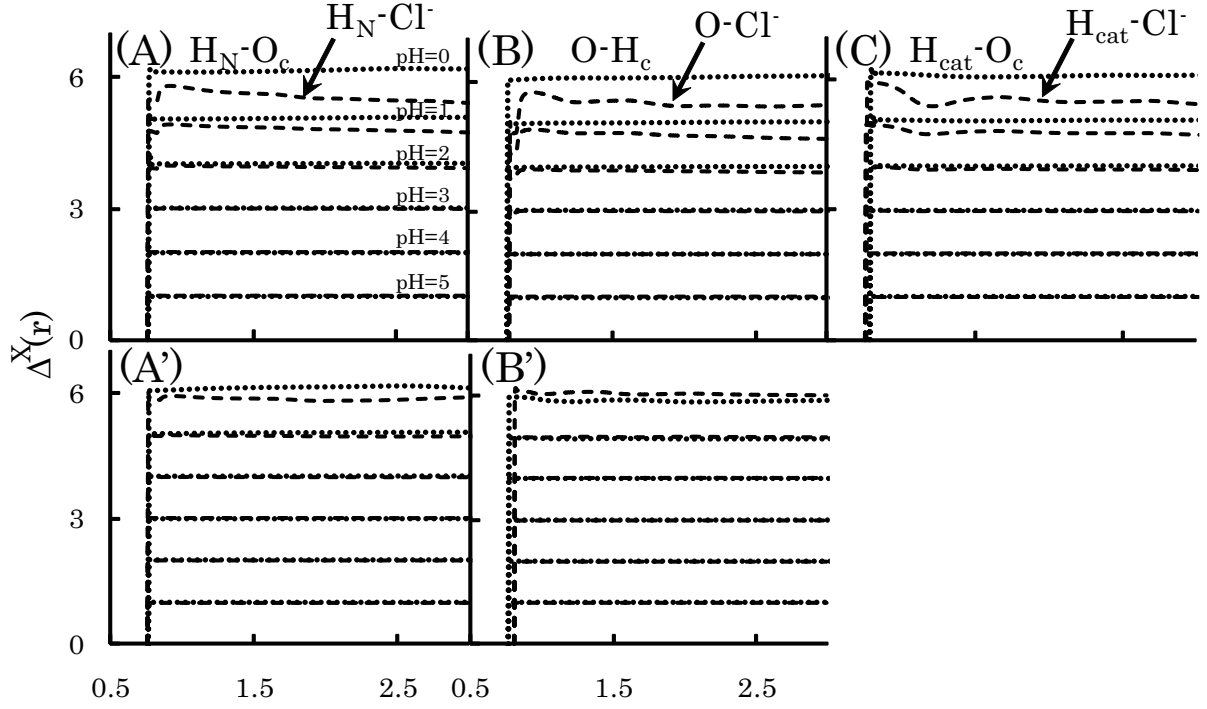 (A) H_N-O_c H_N-Cl^-
(B) O-H_c O-Cl^-
(C) H_cat-O_c H_cat-Cl^-
6
3
0
pH=0
pH=1
pH=2
pH=3
pH=4
pH=5
Δ^X(r)
(A')
(B')
6
3
0
0.5 1.5 2.5 0.5 1.5 2.5